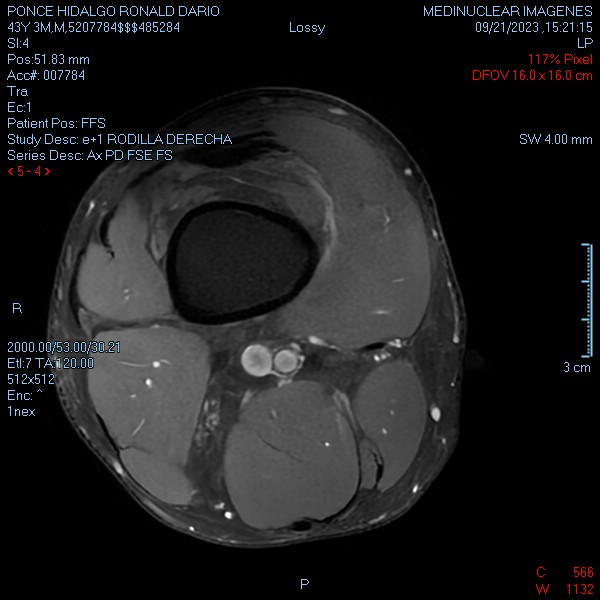 PONCE HIDALGO RONALD DARIO
43Y 3M,M,5207784$$$485284
Sl:4
Pos:51.83 mm
Acc#: 007784
Tra
Ec:1
Patient Pos: FFS
Study Desc: e+1 RODILLA DERECHA
Series Desc: Ax PD FSE FS
< 5 - 4 >
Lossy
MEDINUCLEAR IMAGENES
09/21/2023 ,15:21:15
LP
117% Pixel
DFOV 16.0 x 16.0 cm
SW 4.00 mm
R
2000.00/53.00/30.21
Etl:7 TA:120.00
512x512
Enc: ^
1nex
3 cm
P
C 566
W 1132